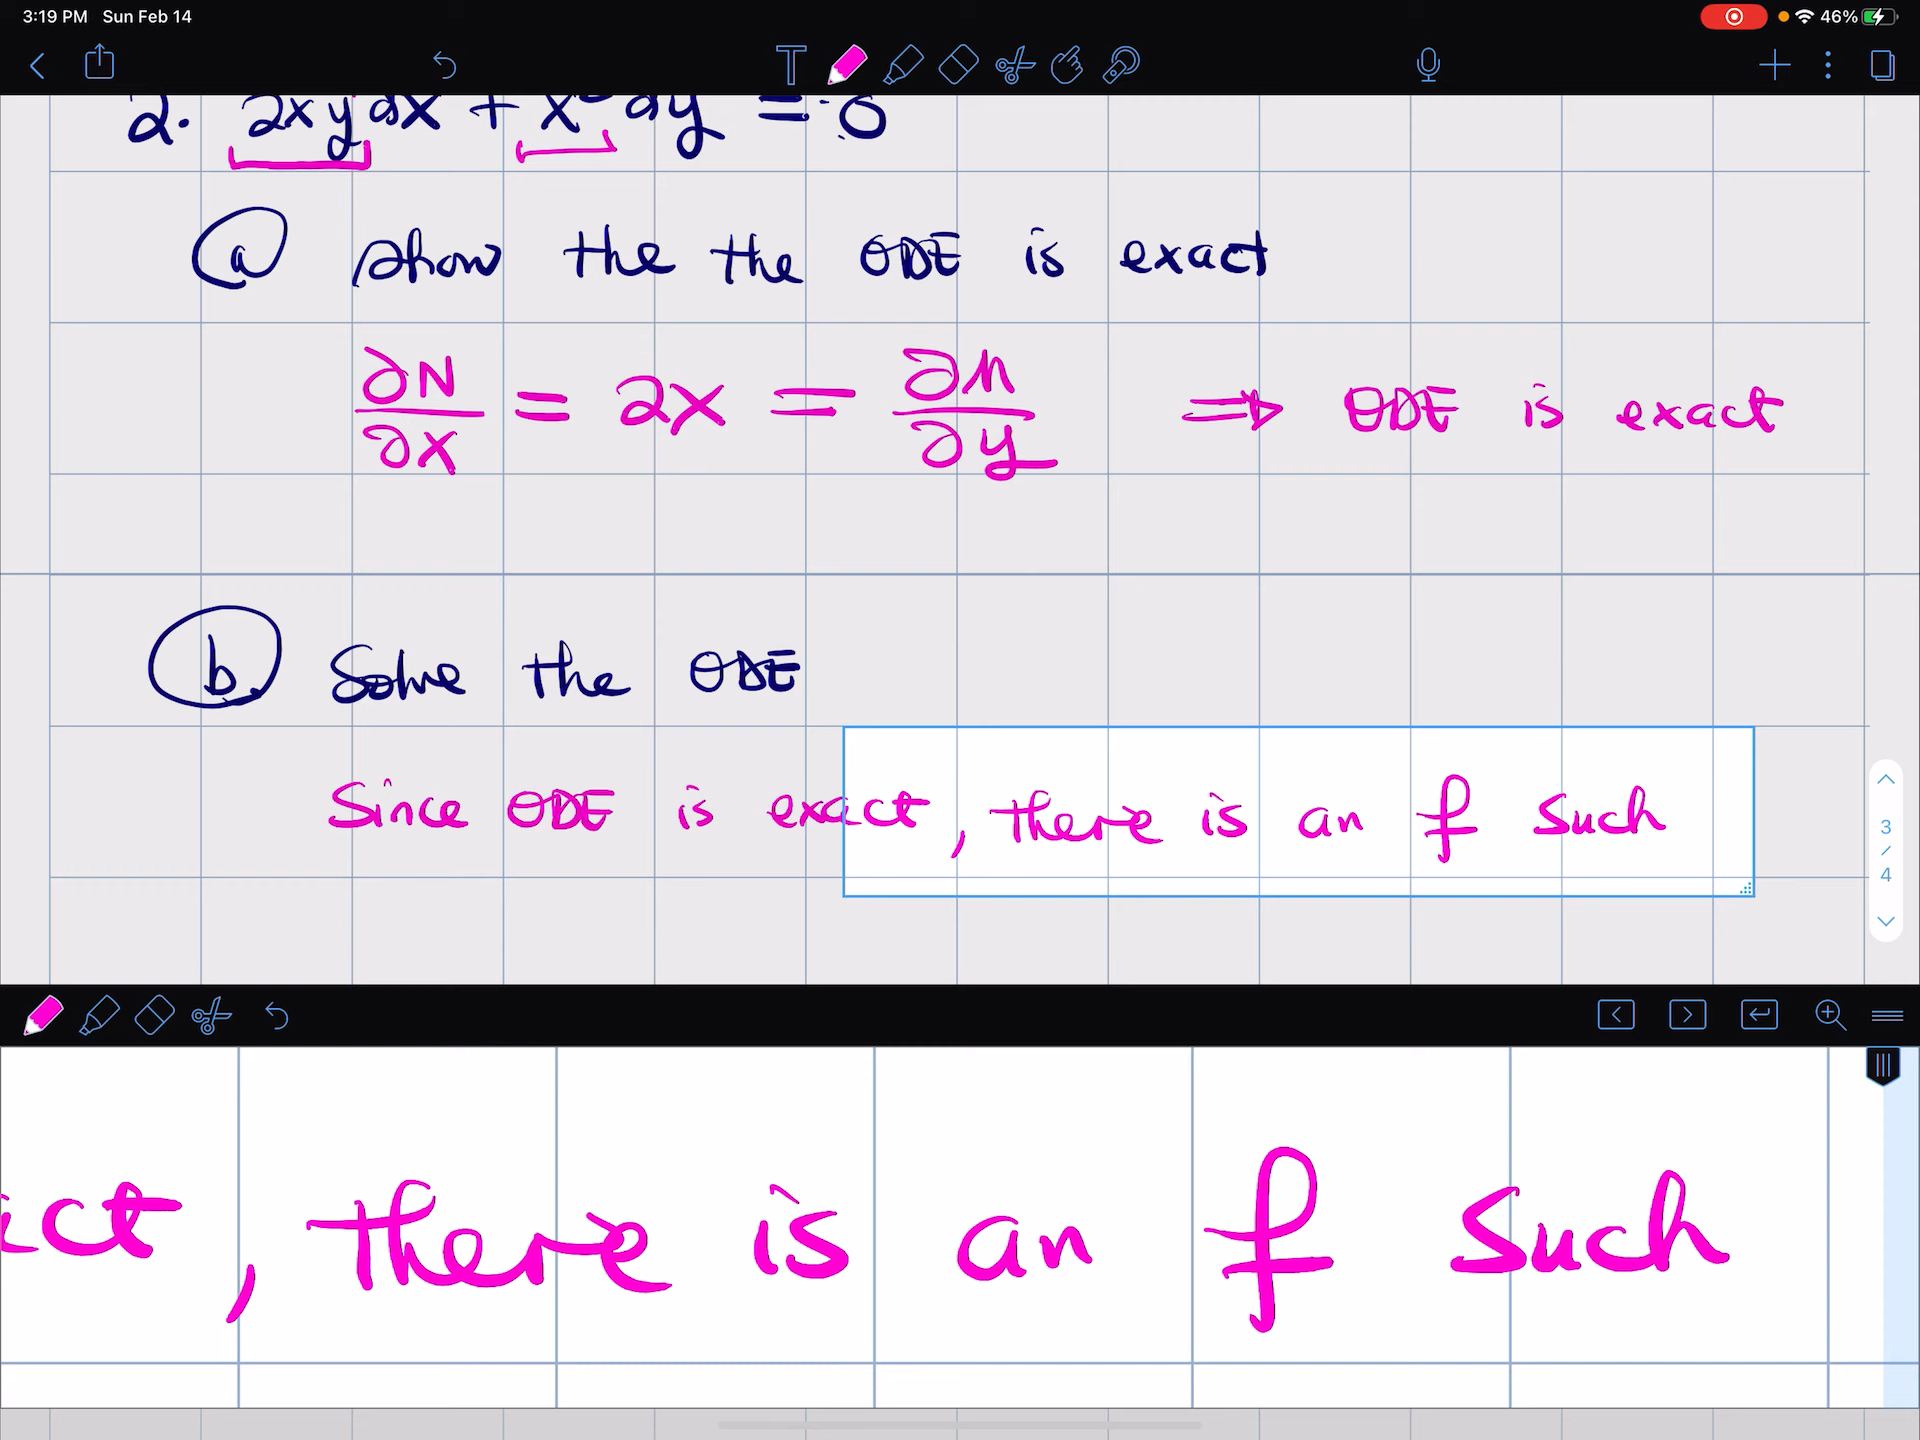 3:19 PM Sun Feb 14 46%
2. 2xy dx + x² dy = 0
a show the the ODE is exact
∂N/∂x = 2x = ∂M/∂y ⇒ ODE is exact
b. Solve the ODE
Since ODE is exact, there is an f such
3 / 4
ict, there is an f such